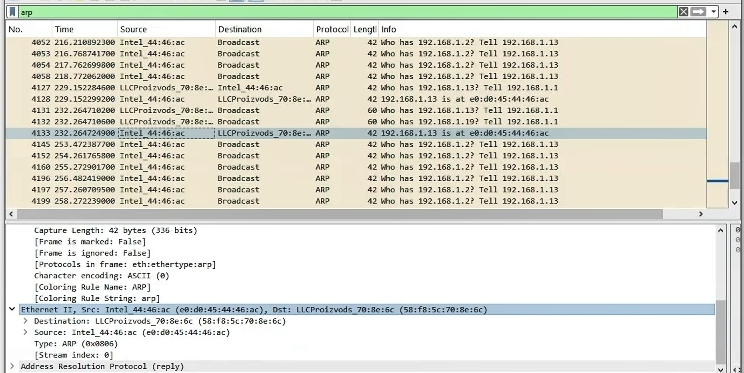 arp
No. Time Source Destination Protocol Lengtl Info
4052 216.210892300 Intel_44:46:ac Broadcast ARP 42 Who has 192.168.1.2? Tell 192.168.1.13
4053 216.768741700 Intel_44:46:ac Broadcast ARP 42 Who has 192.168.1.2? Tell 192.168.1.13
4054 217.762699800 Intel_44:46:ac Broadcast ARP 42 Who has 192.168.1.2? Tell 192.168.1.13
4058 218.772062000 Intel_44:46:ac Broadcast ARP 42 Who has 192.168.1.2? Tell 192.168.1.13
4127 229.152284600 LLCProizvods_70:8e:… Intel_44:46:ac ARP 42 Who has 192.168.1.13? Tell 192.168.1.1
4128 229.152299200 Intel_44:46:ac LLCProizvods_70:8e:… ARP 42 192.168.1.13 is at e0:d0:45:44:46:ac
4131 232.264710200 LLCProizvods_70:8e:… Broadcast ARP 60 Who has 192.168.1.13? Tell 192.168.1.1
4132 232.264710600 LLCProizvods_70:8e:… Broadcast ARP 60 Who has 192.168.1.19? Tell 192.168.1.1
4133 232.264724900 Intel_44:46:ac LLCProizvods_70:8e:… ARP 42 192.168.1.13 is at e0:d0:45:44:46:ac
4145 253.472387700 Intel_44:46:ac Broadcast ARP 42 Who has 192.168.1.2? Tell 192.168.1.13
4152 254.261765800 Intel_44:46:ac Broadcast ARP 42 Who has 192.168.1.2? Tell 192.168.1.13
4160 255.272901700 Intel_44:46:ac Broadcast ARP 42 Who has 192.168.1.2? Tell 192.168.1.13
4196 256.482419000 Intel_44:46:ac Broadcast ARP 42 Who has 192.168.1.2? Tell 192.168.1.13
4197 257.260709500 Intel_44:46:ac Broadcast ARP 42 Who has 192.168.1.2? Tell 192.168.1.13
4199 258.272239000 Intel_44:46:ac Broadcast ARP 42 Who has 192.168.1.2? Tell 192.168.1.13
Capture Length: 42 bytes (336 bits)
[Frame is marked: False]
[Frame is ignored: False]
[Protocols in frame: eth:ethertype:arp]
Character encoding: ASCII (0)
[Coloring Rule Name: ARP]
[Coloring Rule String: arp]
Ethernet II, Src: Intel_44:46:ac (e0:d0:45:44:46:ac), Dst: LLCProizvods_70:8e:6c (58:f8:5c:70:8e:6c)
Destination: LLCProizvods_70:8e:6c (58:f8:5c:70:8e:6c)
Source: Intel_44:46:ac (e0:d0:45:44:46:ac)
Type: ARP (0x0806)
[Stream index: 0]
Address Resolution Protocol (reply)